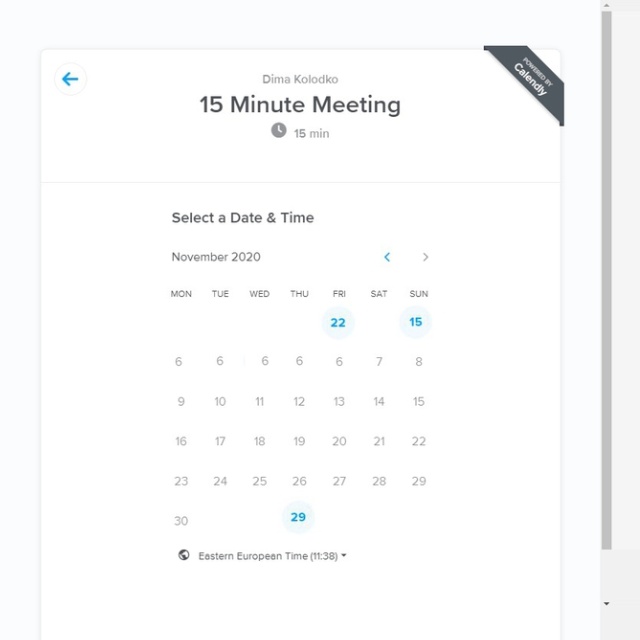 POWERED BY
Calendly
Dima Kolodko
15 Minute Meeting
15 min
Select a Date & Time
November 2020
MON TUE WED THU FRI SAT SUN
22 15
6 6 6 6 6 7 8
9 10 11 12 13 14 15
16 17 18 19 20 21 22
23 24 25 26 27 28 29
30 29
Eastern European Time (11:38)